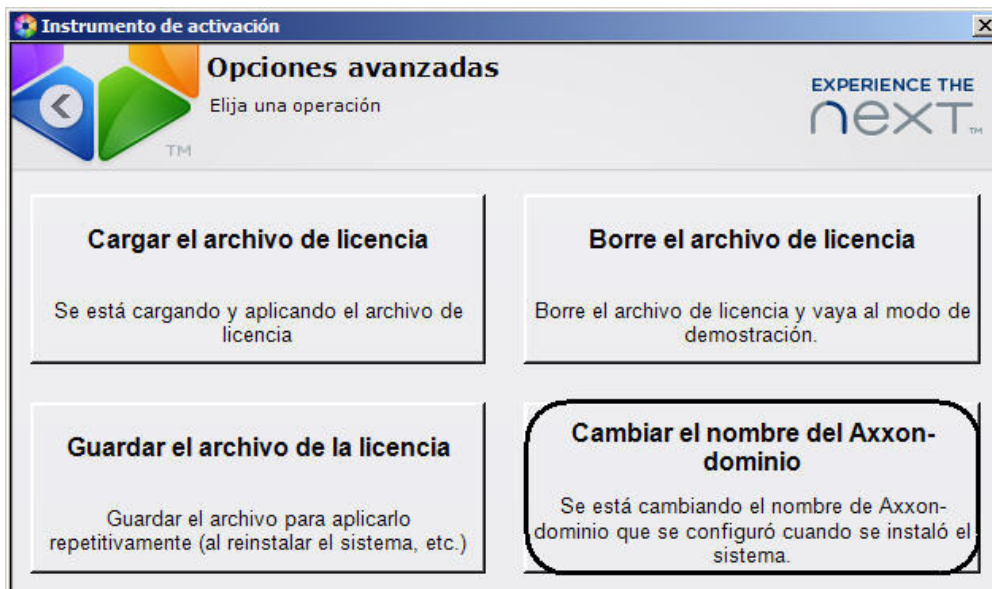 Instrumento de activación
Opciones avanzadas
Elija una operación
EXPERIENCE THE
next™
TM
Cargar el archivo de licencia
Se está cargando y aplicando el archivo de
licencia
Borre el archivo de licencia
Borre el archivo de licencia y vaya al modo de
demostración.
Guardar el archivo de la licencia
Guardar el archivo para aplicarlo
repetitivamente (al reinstalar el sistema, etc.)
Cambiar el nombre del Axxon-
dominio
Se está cambiando el nombre de Axxon-
dominio que se configuró cuando se instaló el
sistema.